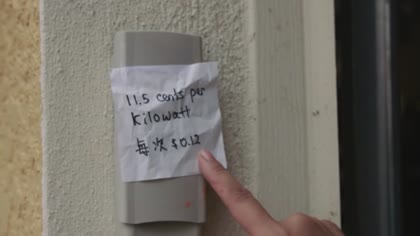 11.5 cents per
Kilowatt
每次 $0.12